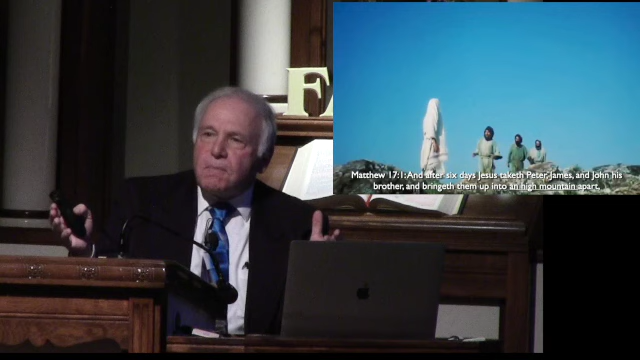 FA
Matthew 17:1: And after six days Jesus taketh Peter, James, and John his
brother, and bringeth them up into an high mountain apart,